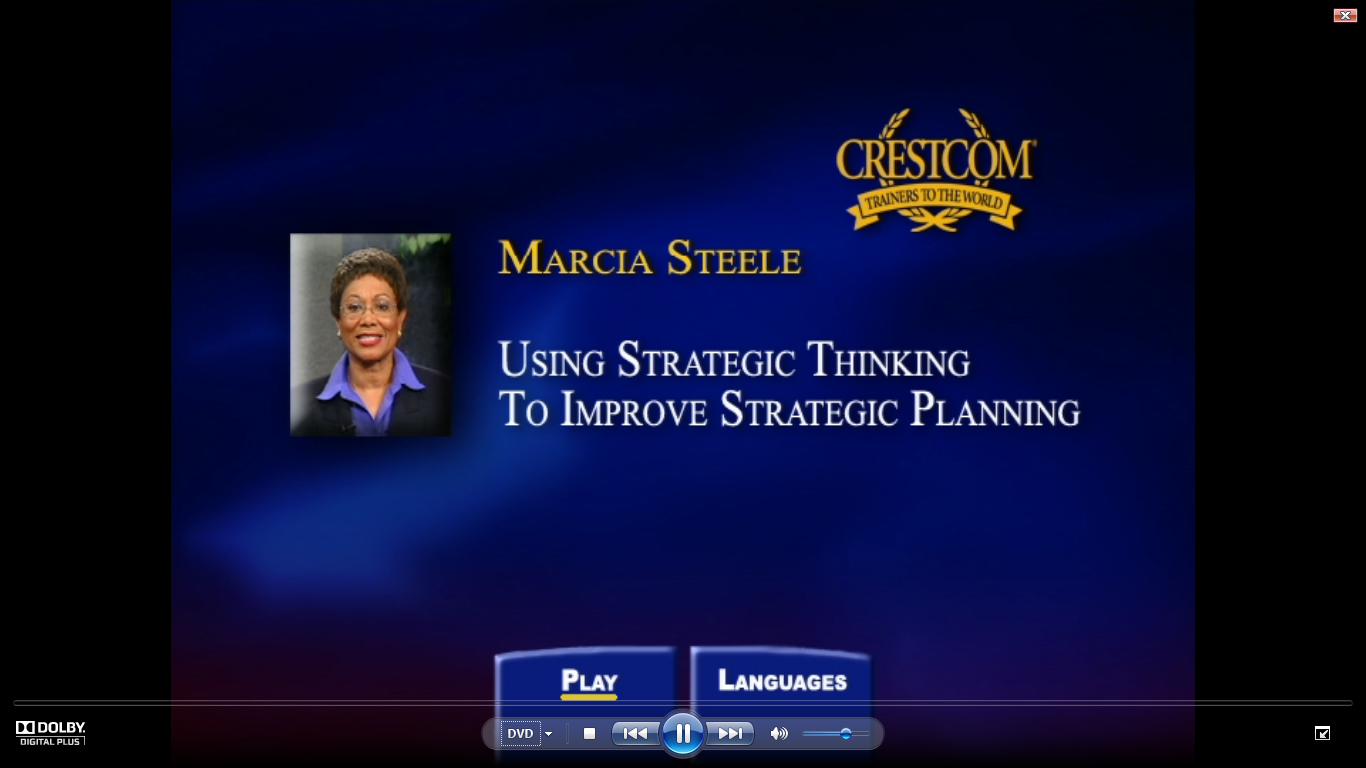 CRESTCOM®
TRAINERS TO THE WORLD
MARCIA STEELE
USING STRATEGIC THINKING
TO IMPROVE STRATEGIC PLANNING
PLAY
LANGUAGES
DOLBY
DIGITAL PLUS
DVD